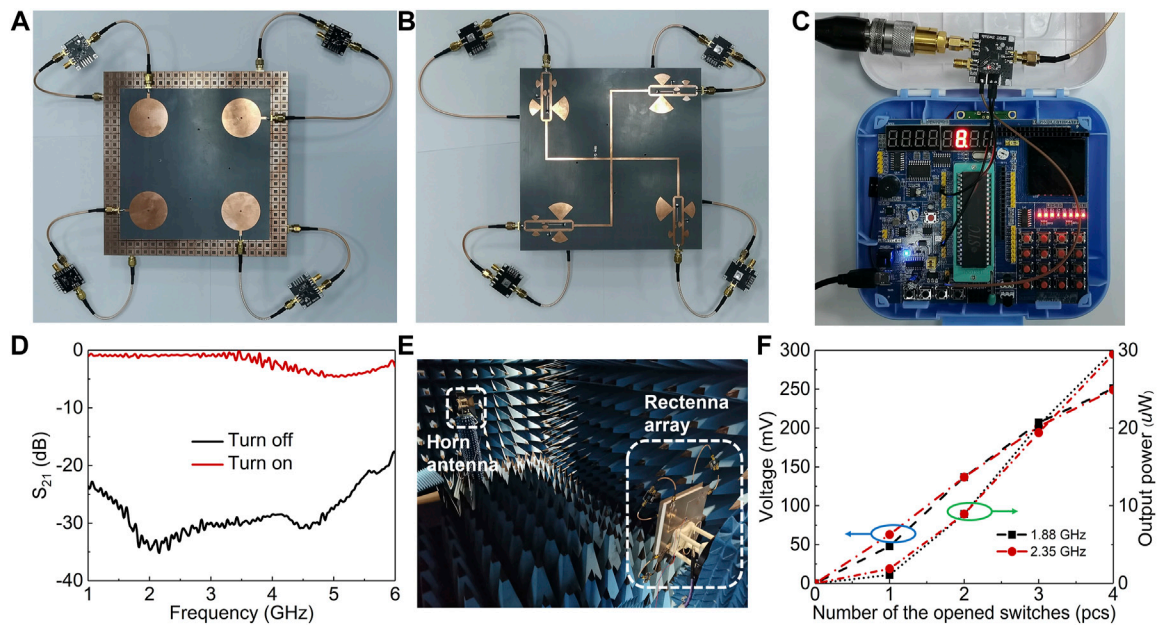 A
B
C
D
0
-10
-20
-30
-40
S21 (dB)
Turn off
Turn on
1
2
3
4
5
6
Frequency (GHz)
E
Horn
antenna
Rectenna
array
F
300
250
200
150
100
50
0
Voltage (mV)
30
20
10
0
Output power (uW)
1.88 GHz
2.35 GHz
0
1
2
3
4
Number of the opened switches (pcs)